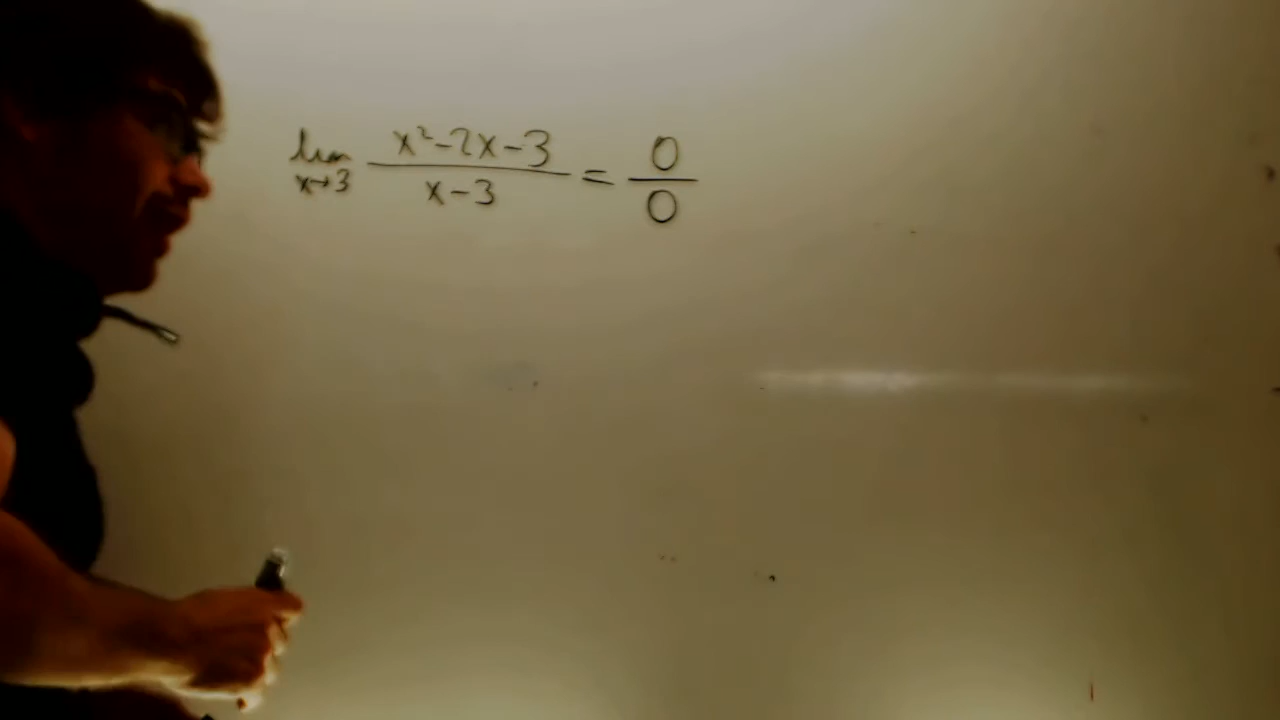 lim x→3 (x²-2x-3)/(x-3) = 0/0